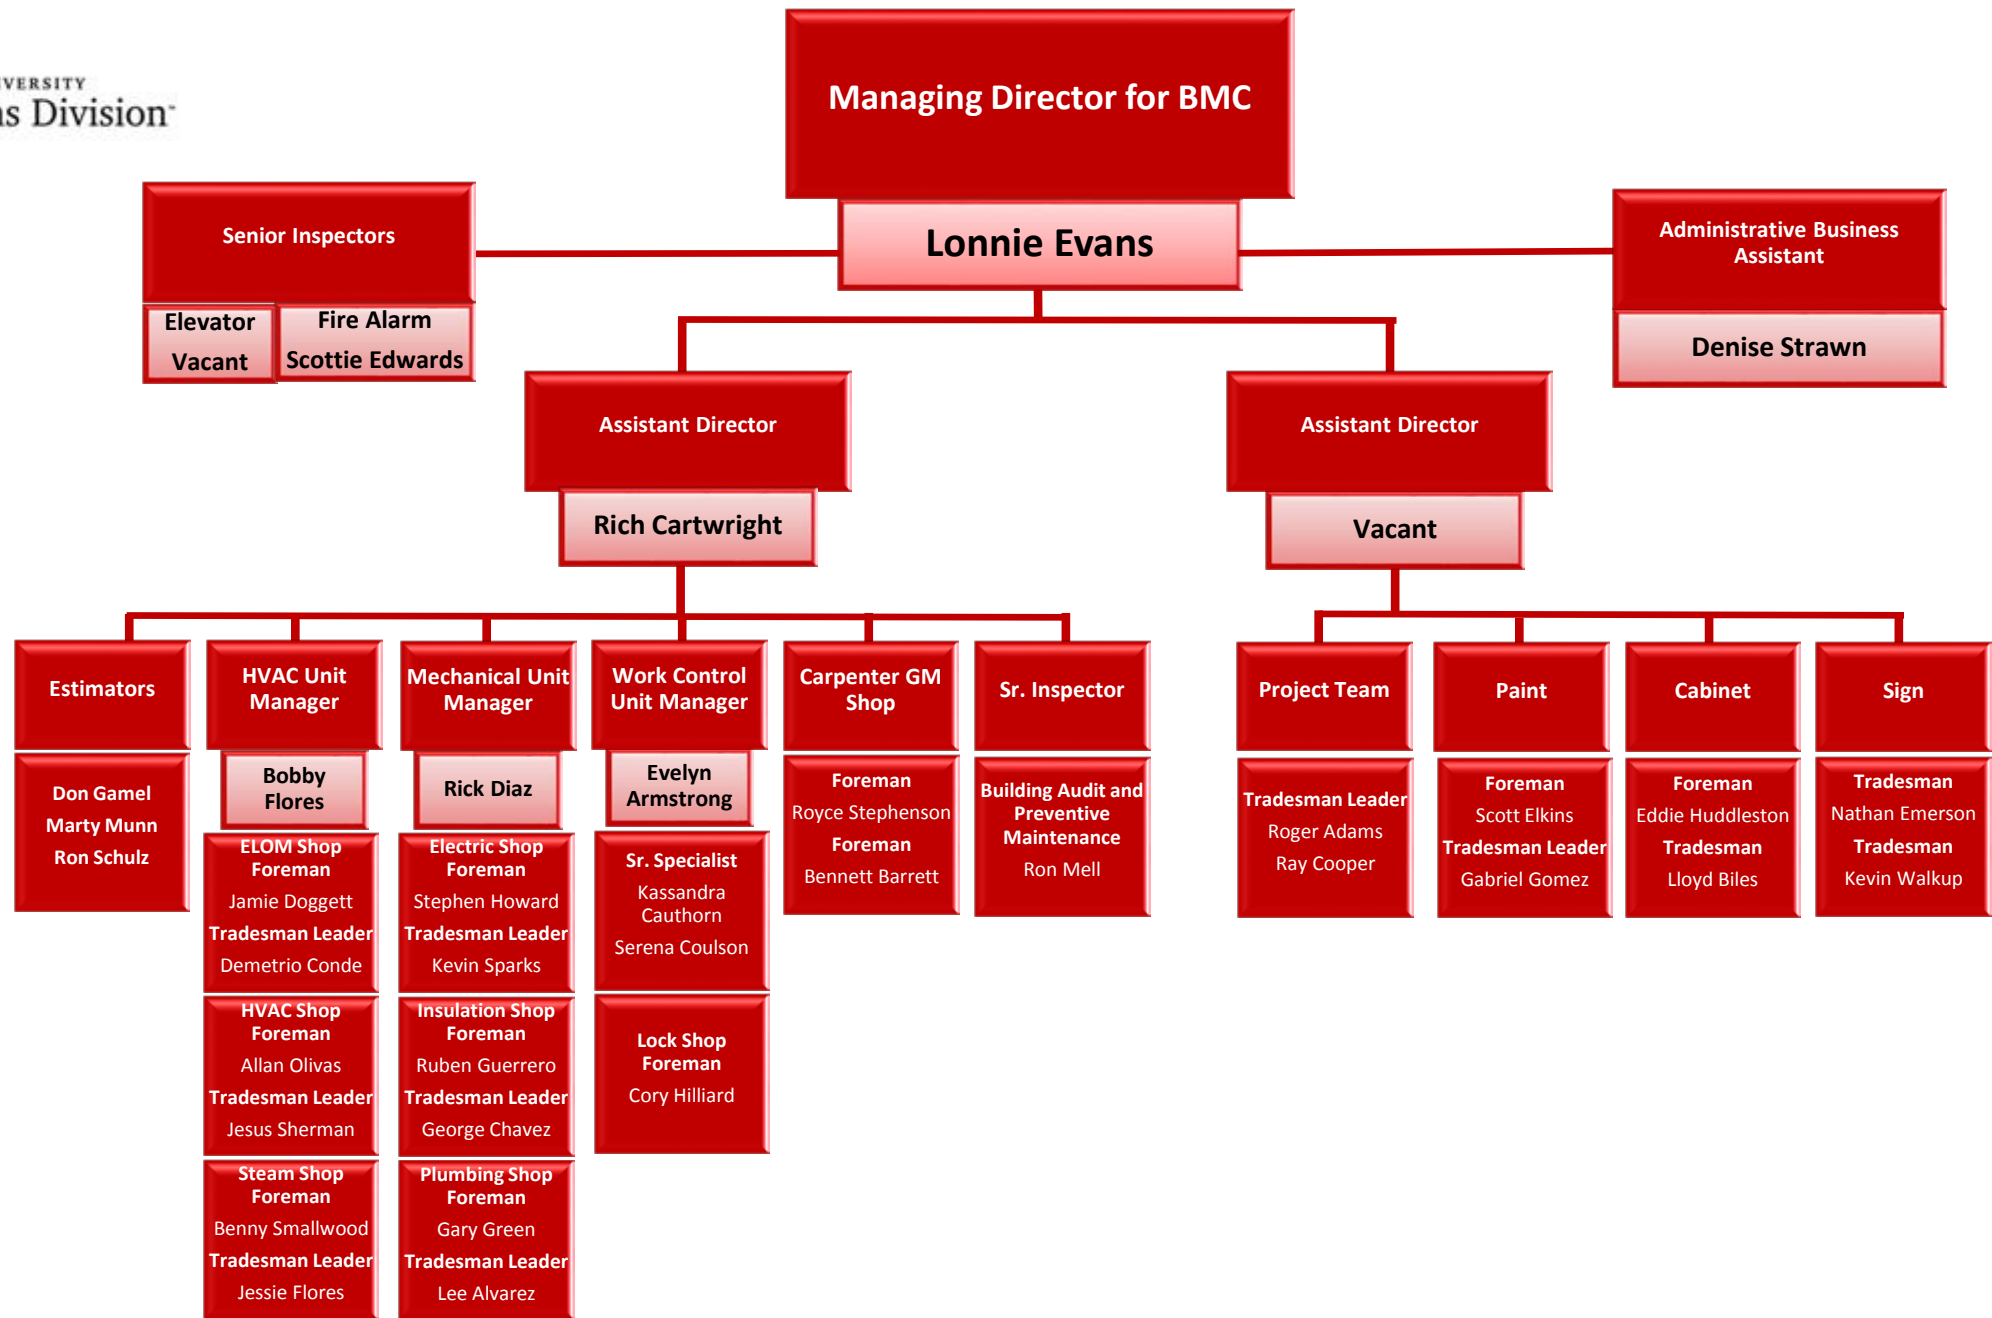 Division
Managing Director for BMC
Lonnie Evans
Senior Inspectors
Elevator
Vacant
Fire Alarm
Scottie Edwards
Administrative Business
Assistant
Denise Strawn
Assistant Director
Rich Cartwright
Assistant Director
Vacant
Estimators
Don Gamel
Marty Munn
Ron Schulz
HVAC Unit
Manager
Bobby
Flores
ELOM Shop
Foreman
Jamie Doggett
Tradesman Leader
Demetrio Conde
HVAC Shop
Foreman
Allan Olivas
Tradesman Leader
Jesus Sherman
Steam Shop
Foreman
Benny Smallwood
Tradesman Leader
Jessie Flores
Mechanical Unit
Manager
Rick Diaz
Electric Shop
Foreman
Stephen Howard
Tradesman Leader
Kevin Sparks
Insulation Shop
Foreman
Ruben Guerrero
Tradesman Leader
George Chavez
Plumbing Shop
Foreman
Gary Green
Tradesman Leader
Lee Alvarez
Work Control
Unit Manager
Evelyn
Armstrong
Sr. Specialist
Kassandra
Cauthorn
Serena Coulson
Lock Shop
Foreman
Cory Hilliard
Carpenter GM
Shop
Foreman
Royce Stephenson
Foreman
Bennett Barrett
Sr. Inspector
Building Audit and
Preventive
Maintenance
Ron Mell
Project Team
Tradesman Leader
Roger Adams
Ray Cooper
Paint
Foreman
Scott Elkins
Tradesman Leader
Gabriel Gomez
Cabinet
Foreman
Eddie Huddleston
Tradesman
Lloyd Biles
Sign
Tradesman
Nathan Emerson
Tradesman
Kevin Walkup